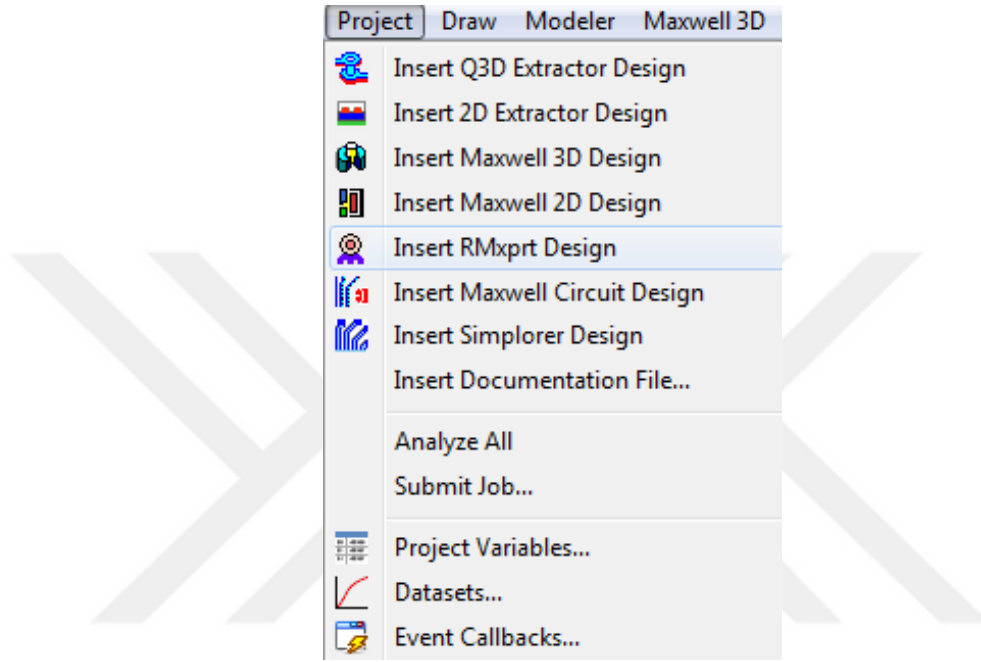 Project Draw Modeler Maxwell 3D
Insert Q3D Extractor Design
Insert 2D Extractor Design
Insert Maxwell 3D Design
Insert Maxwell 2D Design
Insert RMxprt Design
Insert Maxwell Circuit Design
Insert Simplorer Design
Insert Documentation File...
Analyze All
Submit Job...
Project Variables...
Datasets...
Event Callbacks...